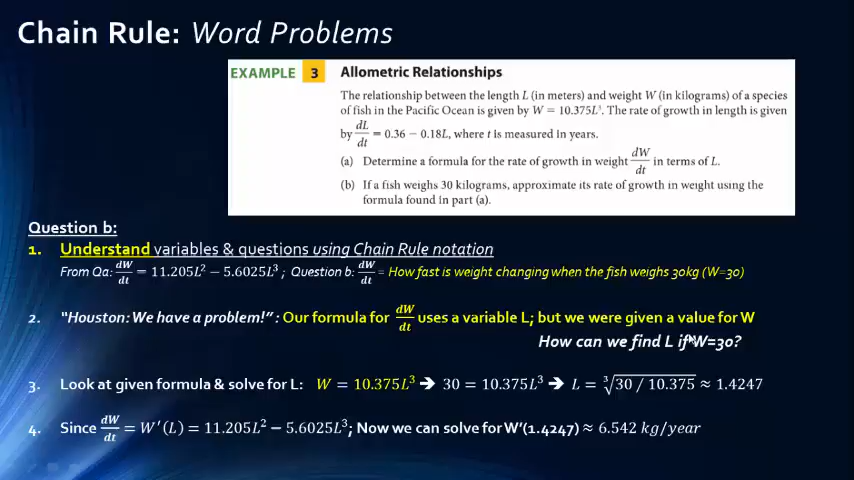 Chain Rule: Word Problems
EXAMPLE 3 Allometric Relationships
The relationship between the length L (in meters) and weight W (in kilograms) of a species
of fish in the Pacific Ocean is given by W = 10.375L³. The rate of growth in length is given
by dL/dt = 0.36 − 0.18L, where t is measured in years.
(a) Determine a formula for the rate of growth in weight dW/dt in terms of L.
(b) If a fish weighs 30 kilograms, approximate its rate of growth in weight using the
formula found in part (a).
Question b:
1. Understand variables & questions using Chain Rule notation
From Qa: dW/dt = 11.205L² − 5.6025L³ ; Question b: dW/dt = How fast is weight changing when the fish weighs 30kg (W=30)
2. "Houston: We have a problem!" : Our formula for dW/dt uses a variable L; but we were given a value for W
How can we find L if W=30?
3. Look at given formula & solve for L: W = 10.375L³ ➔ 30 = 10.375L³ ➔ L = ∛30 / 10.375 ≈ 1.4247
4. Since dW/dt = W′(L) = 11.205L² − 5.6025L³; Now we can solve for W'(1.4247) ≈ 6.542 kg/year